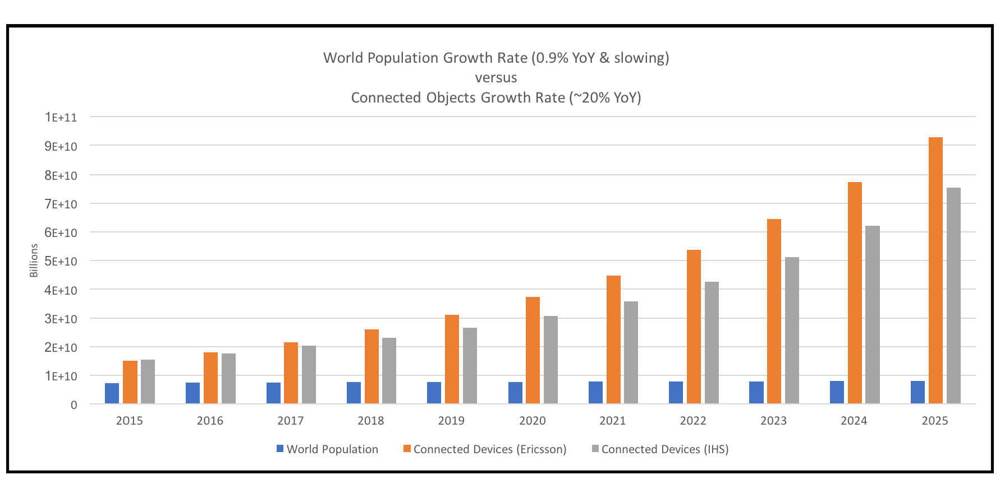 World Population Growth Rate (0.9% YoY & slowing)
versus
Connected Objects Growth Rate (~20% YoY)
1E+11
9E+10
8E+10
7E+10
6E+10
5E+10
4E+10
3E+10
2E+10
1E+10
0
Billions
2015 2016 2017 2018 2019 2020 2021 2022 2023 2024 2025
World Population Connected Devices (Ericsson) Connected Devices (IHS)